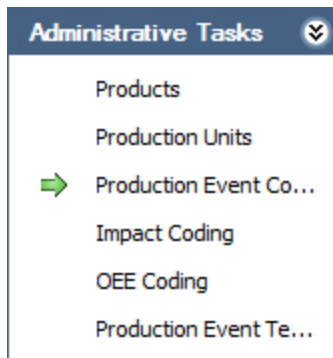 Administrative Tasks
Products
Production Units
Production Event Co...
Impact Coding
OEE Coding
Production Event Te...